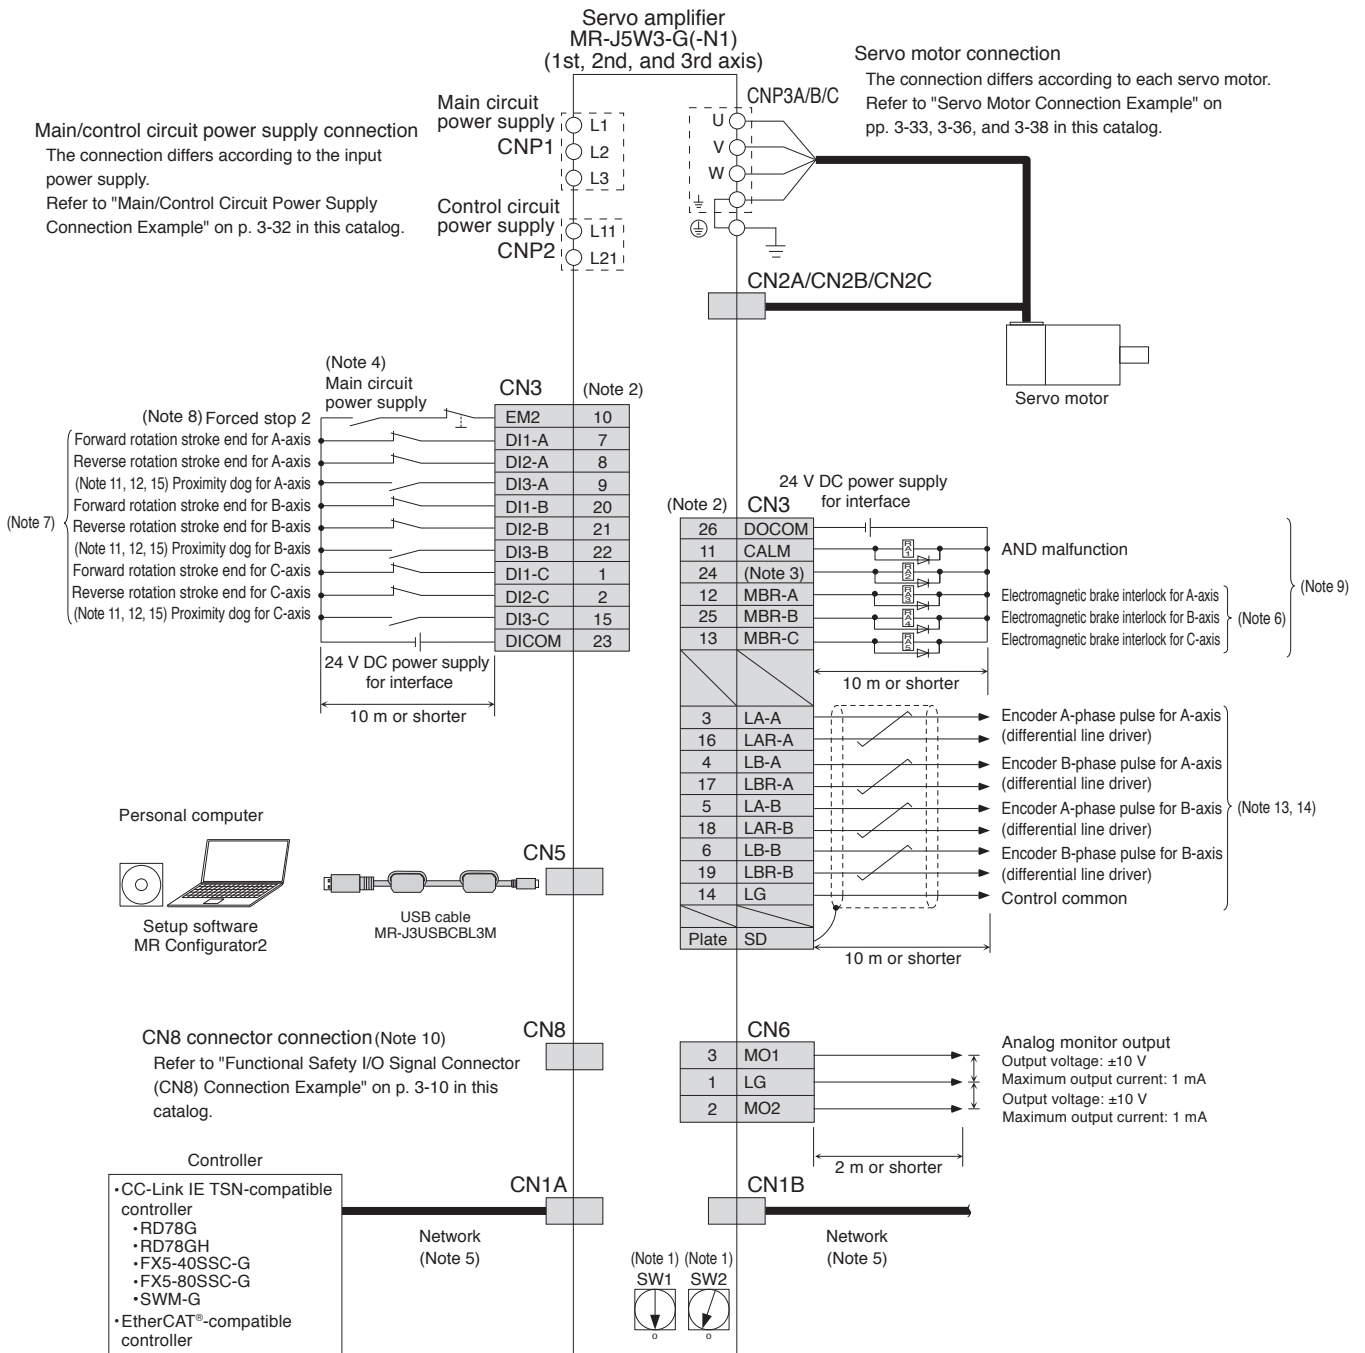 Servo amplifier
MR-J5W3-G(-N1)
(1st, 2nd, and 3rd axis)
Main/control circuit power supply connection
The connection differs according to the input
power supply.
Refer to "Main/Control Circuit Power Supply
Connection Example" on p. 3-32 in this catalog.
Main circuit
power supply
CNP1
L1
L2
L3
Control circuit
power supply
CNP2
L11
L21
CNP3A/B/C
U
V
W
Servo motor connection
The connection differs according to each servo motor.
Refer to "Servo Motor Connection Example" on
pp. 3-33, 3-36, and 3-38 in this catalog.
CN2A/CN2B/CN2C
Servo motor
(Note 4)
Main circuit
power supply
CN3
(Note 2)
(Note 8) Forced stop 2
EM2 10
Forward rotation stroke end for A-axis
DI1-A 7
Reverse rotation stroke end for A-axis
DI2-A 8
(Note 11, 12, 15) Proximity dog for A-axis
DI3-A 9
Forward rotation stroke end for B-axis
DI1-B 20
(Note 7)
Reverse rotation stroke end for B-axis
DI2-B 21
(Note 11, 12, 15) Proximity dog for B-axis
DI3-B 22
Forward rotation stroke end for C-axis
DI1-C 1
Reverse rotation stroke end for C-axis
DI2-C 2
(Note 11, 12, 15) Proximity dog for C-axis
DI3-C 15
DICOM 23
24 V DC power supply
for interface
10 m or shorter
24 V DC power supply
for interface
(Note 2)
CN3
26 DOCOM
11 CALM
RA1
AND malfunction
24 (Note 3)
RA2
12 MBR-A
RA3
Electromagnetic brake interlock for A-axis
25 MBR-B
RA4
Electromagnetic brake interlock for B-axis
13 MBR-C
RA5
Electromagnetic brake interlock for C-axis
(Note 6)
(Note 9)
10 m or shorter
3 LA-A
Encoder A-phase pulse for A-axis
16 LAR-A
(differential line driver)
4 LB-A
Encoder B-phase pulse for A-axis
17 LBR-A
(differential line driver)
5 LA-B
Encoder A-phase pulse for B-axis
18 LAR-B
(differential line driver)
6 LB-B
Encoder B-phase pulse for B-axis
19 LBR-B
(differential line driver)
14 LG
Control common
(Note 13, 14)
Plate SD
10 m or shorter
Personal computer
Setup software
MR Configurator2
USB cable
MR-J3USBCBL3M
CN5
CN8 connector connection (Note 10)
Refer to "Functional Safety I/O Signal Connector
(CN8) Connection Example" on p. 3-10 in this
catalog.
CN8
CN6
3 MO1
1 LG
2 MO2
Analog monitor output
Output voltage: ±10 V
Maximum output current: 1 mA
Output voltage: ±10 V
Maximum output current: 1 mA
2 m or shorter
Controller
・CC-Link IE TSN-compatible
controller
・RD78G
・RD78GH
・FX5-40SSC-G
・FX5-80SSC-G
・SWM-G
・EtherCAT®-compatible
controller
CN1A
Network
(Note 5)
CN1B
Network
(Note 5)
(Note 1) (Note 1)
SW1 SW2
0 0